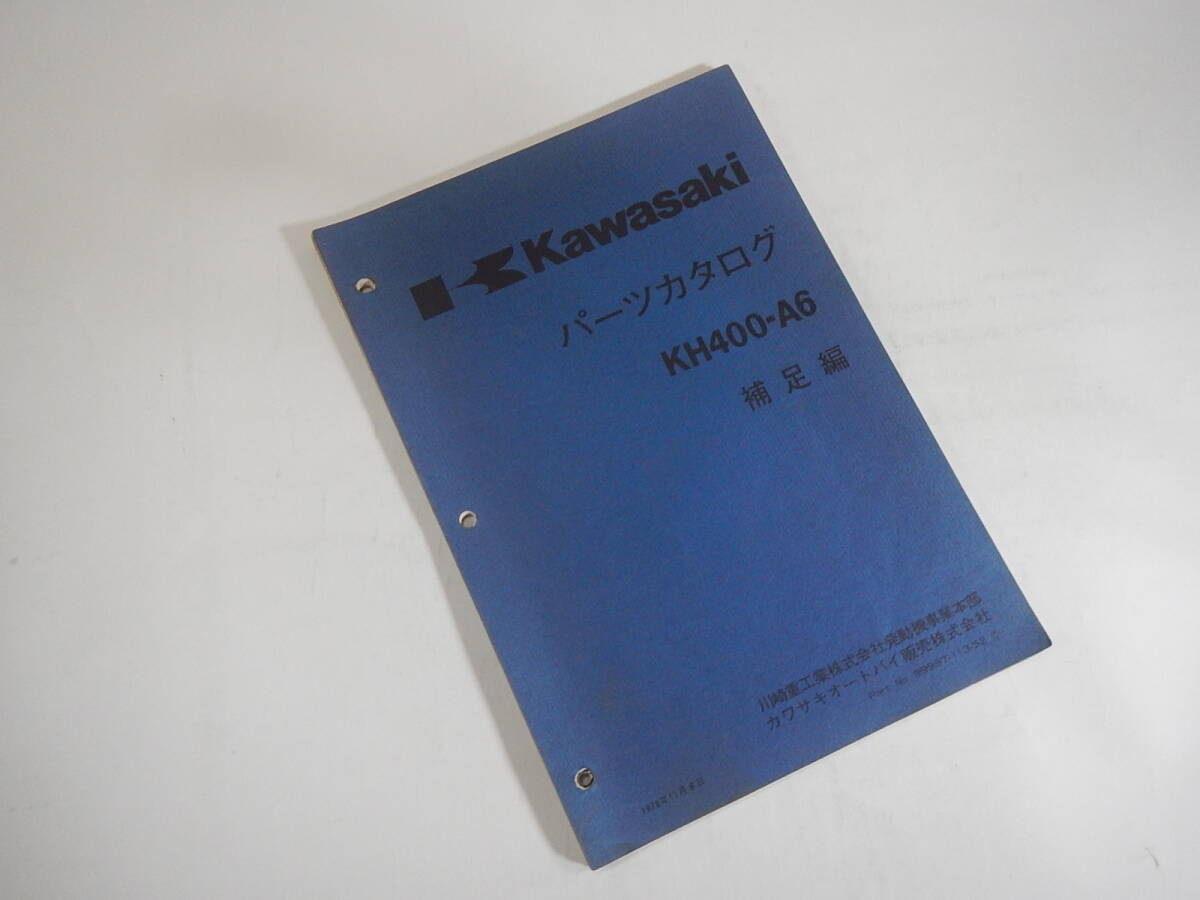 Kawasaki
パーツカタログ
KH400-A6
補足編
川崎重工業株式会社発動機事業本部
カワサキオートバイ販売株式会社
Part No.